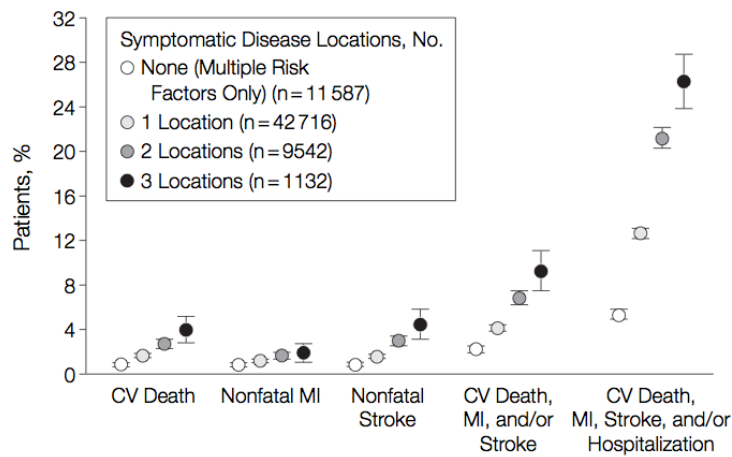 32
28
24
20
16
12
8
4
0
Patients, %
Symptomatic Disease Locations, No.
None (Multiple Risk
Factors Only) (n = 11 587)
1 Location (n = 42 716)
2 Locations (n = 9542)
3 Locations (n = 1132)
CV Death
Nonfatal MI
Nonfatal
Stroke
CV Death,
MI, and/or
Stroke
CV Death,
MI, Stroke, and/or
Hospitalization